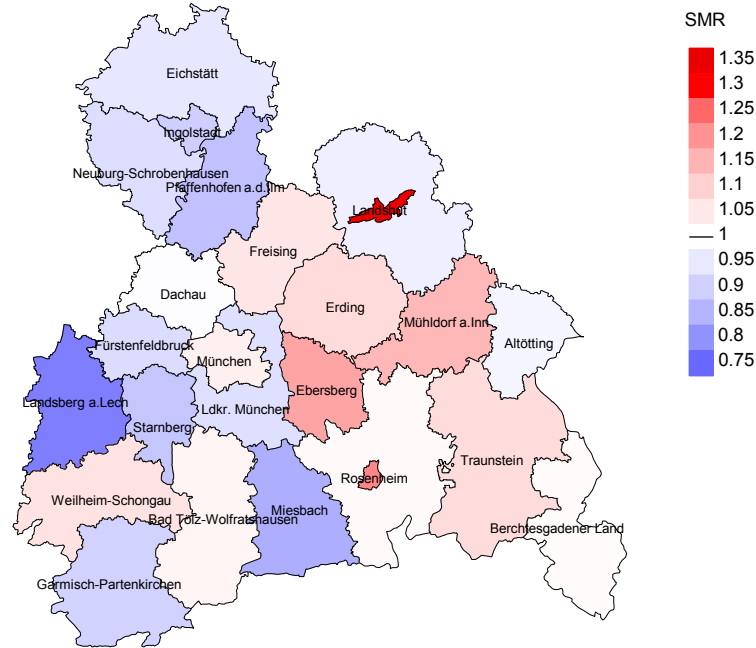 SMR
1.35
1.3
1.25
1.2
1.15
1.1
1.05
1
0.95
0.9
0.85
0.8
0.75
Eichstätt
Ingolstadt
Neuburg-Schrobenhausen
Pfaffenhofen a.d.Ilm
Landshut
Freising
Dachau
Erding
Mühldorf a.Inn
Altötting
Fürstenfeldbruck
München
Ebersberg
Landsberg a.Lech
Ldkr. München
Starnberg
Traunstein
Rosenheim
Weilheim-Schongau
Miesbach
Bad Tölz-Wolfratshausen
Berchtesgadener Land
Garmisch-Partenkirchen